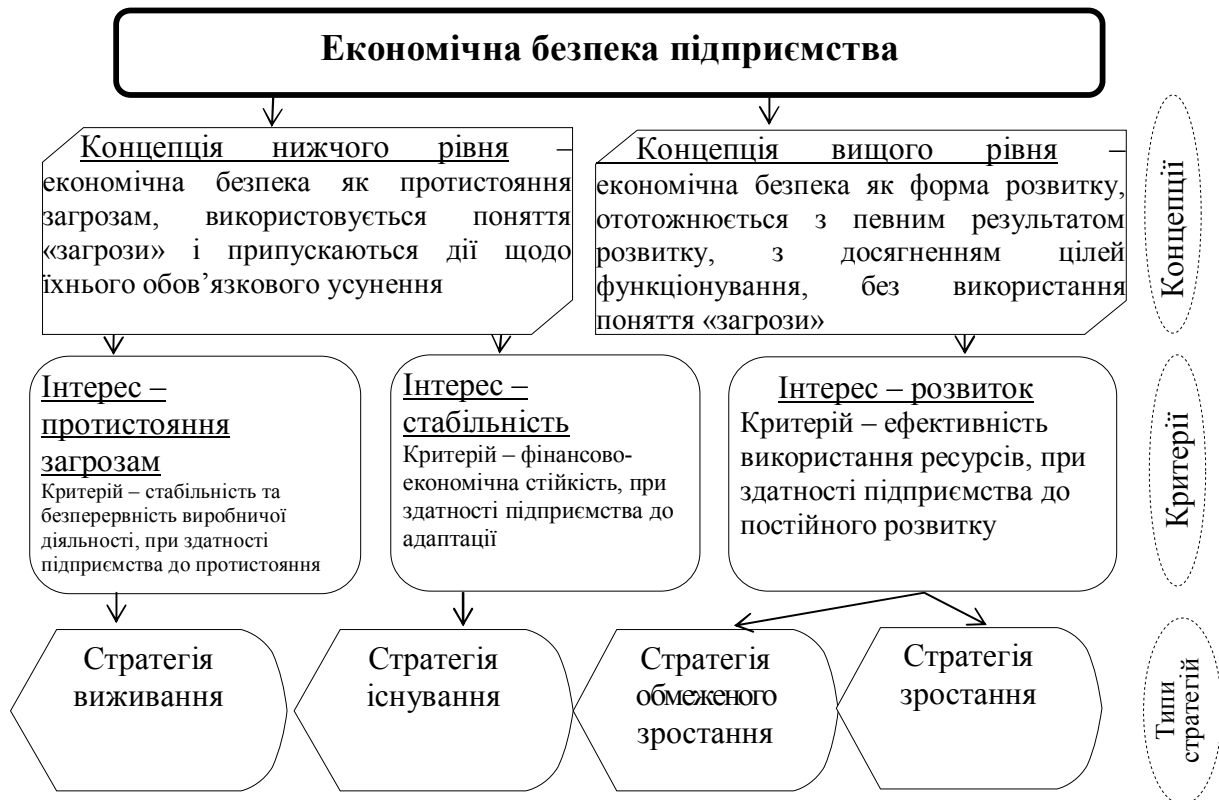 Економічна безпека підприємства
Концепція нижчого рівня –
економічна безпека як протистояння
загрозам, використовується поняття
«загрози» і припускаються дії щодо
їхнього обов’язкового усунення
Концепція вищого рівня –
економічна безпека як форма розвитку,
ототожнюється з певним результатом
розвитку, з досягненням цілей
функціонування, без використання
поняття «загрози»
Концепції
Інтерес –
протистояння
загрозам
Критерій – стабільність та
безперервність виробничої
діяльності, при здатності
підприємства до протистояння
Інтерес –
стабільність
Критерій – фінансово-
економічна стійкість, при
здатності підприємства до
адаптації
Інтерес – розвиток
Критерій – ефективність
використання ресурсів, при
здатності підприємства до
постійного розвитку
Критерії
Стратегія
виживання
Стратегія
існування
Стратегія
обмеженого
зростання
Стратегія
зростання
Типи
стратегій